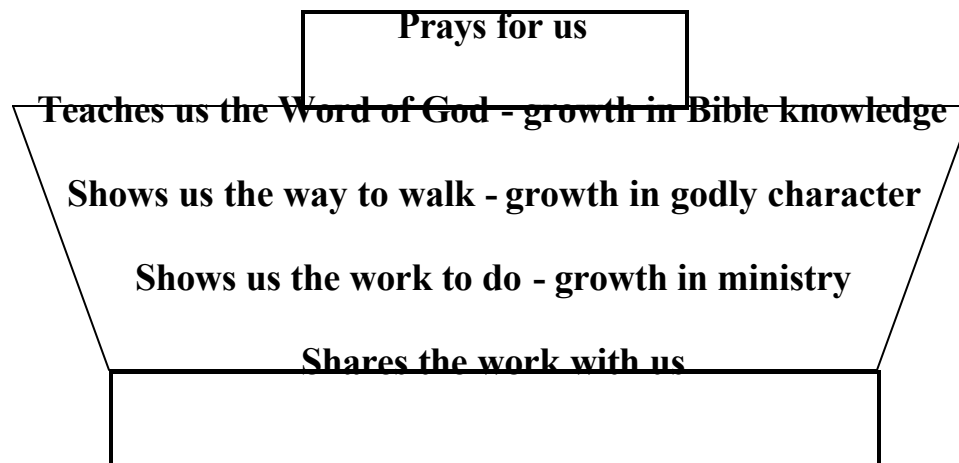 Prays for us
Teaches us the Word of God - growth in Bible knowledge
Shows us the way to walk - growth in godly character
Shows us the work to do - growth in ministry
Shares the work with us